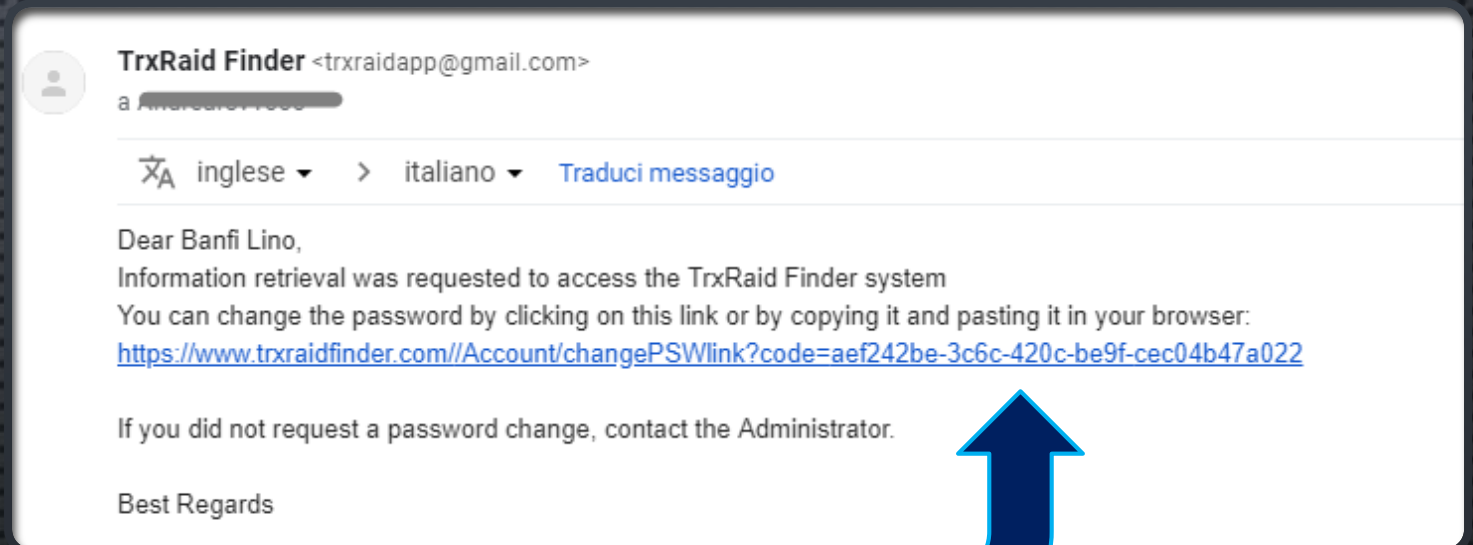 TrxRaid Finder <trxraidapp@gmail.com>
a
inglese > italiano Traduci messaggio
Dear Banfi Lino,
Information retrieval was requested to access the TrxRaid Finder system
You can change the password by clicking on this link or by copying it and pasting it in your browser:
https://www.trxraidfinder.com//Account/changePSWlink?code=aef242be-3c6c-420c-be9f-cec04b47a022
If you did not request a password change, contact the Administrator.
Best Regards